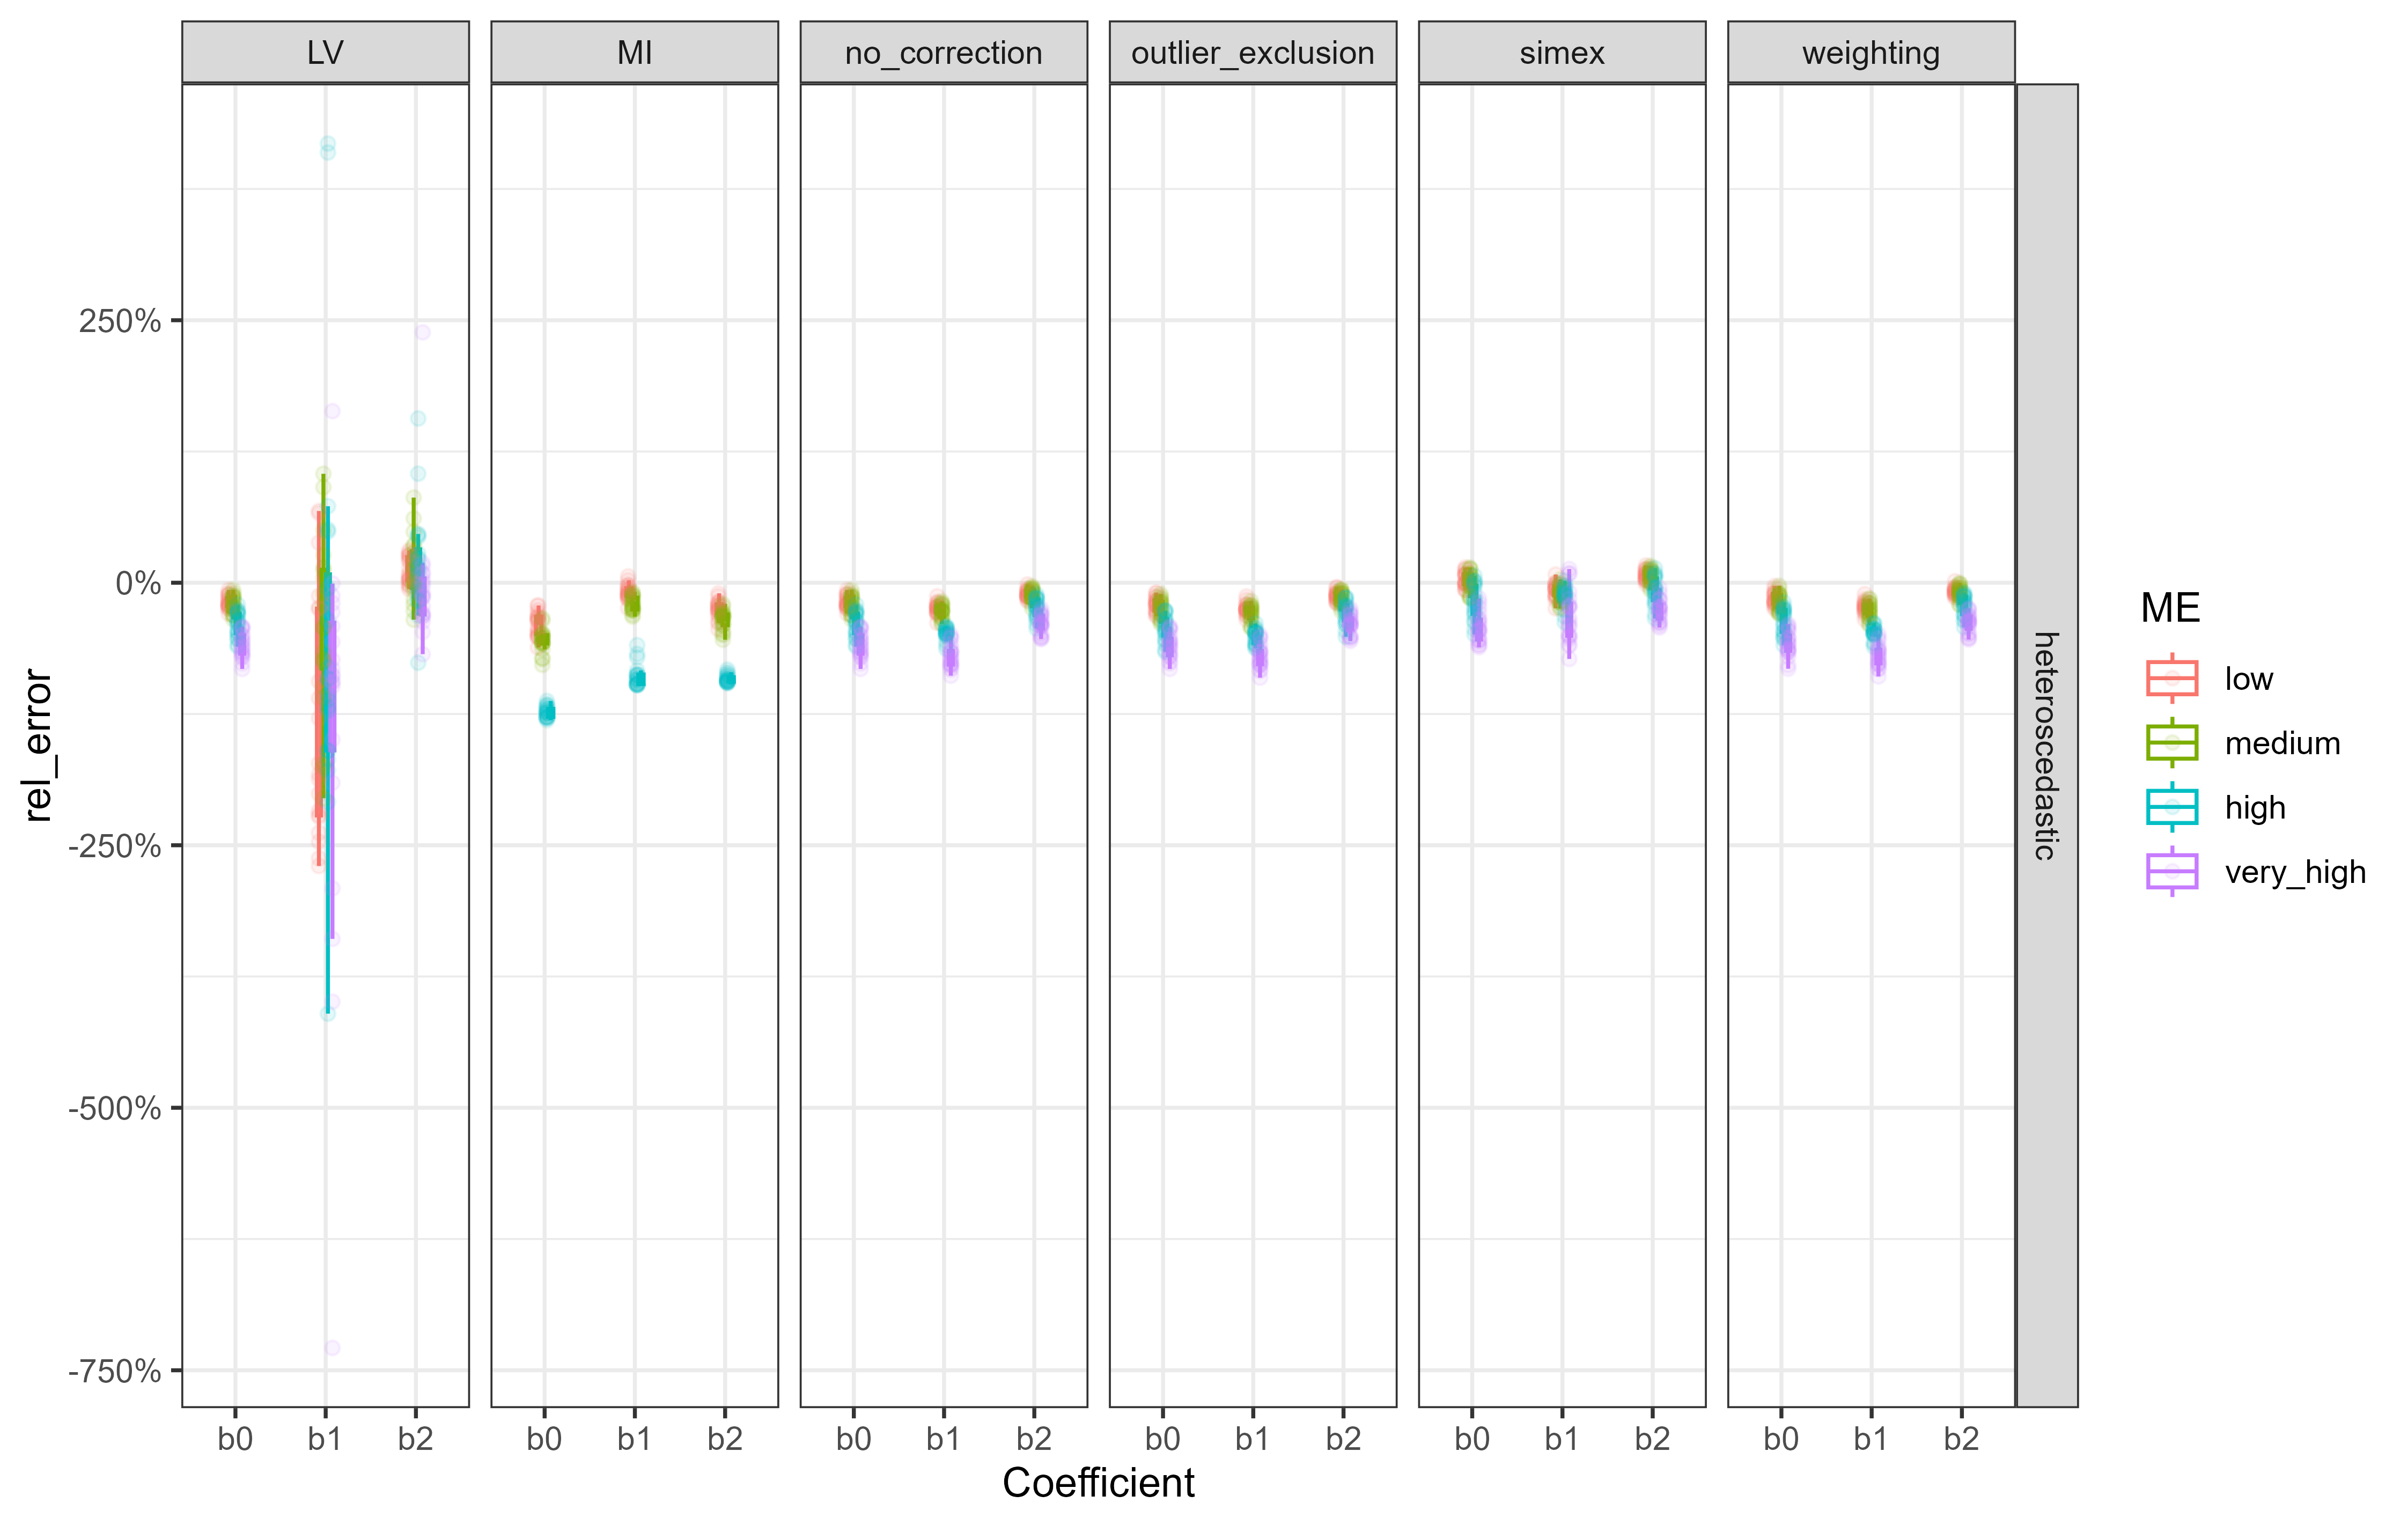 LV MI no_correction outlier_exclusion simex weighting
heteroscedastic
rel_error
250%
0%
-250%
-500%
-750%
b0 b1 b2 b0 b1 b2 b0 b1 b2 b0 b1 b2 b0 b1 b2 b0 b1 b2
Coefficient
ME
low
medium
high
very_high